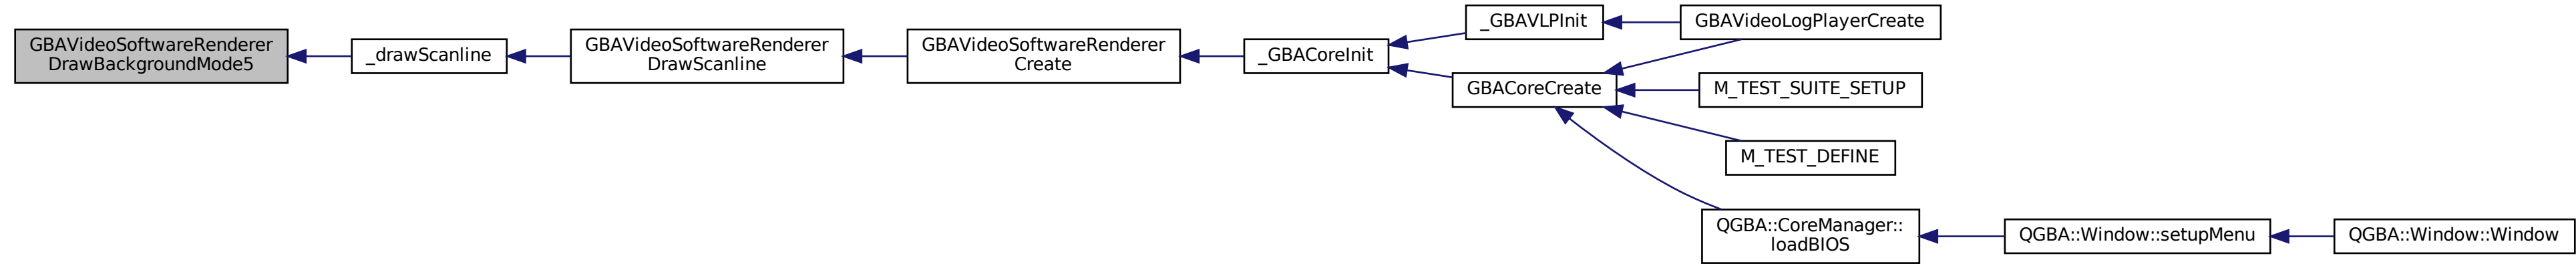 GBAVideoSoftwareRenderer
DrawBackgroundMode5
_drawScanline
GBAVideoSoftwareRenderer
DrawScanline
GBAVideoSoftwareRenderer
Create
_GBACoreInit
_GBAVLPInit
GBAVideoLogPlayerCreate
GBACoreCreate
M_TEST_SUITE_SETUP
M_TEST_DEFINE
QGBA::CoreManager::
loadBIOS
QGBA::Window::setupMenu
QGBA::Window::Window